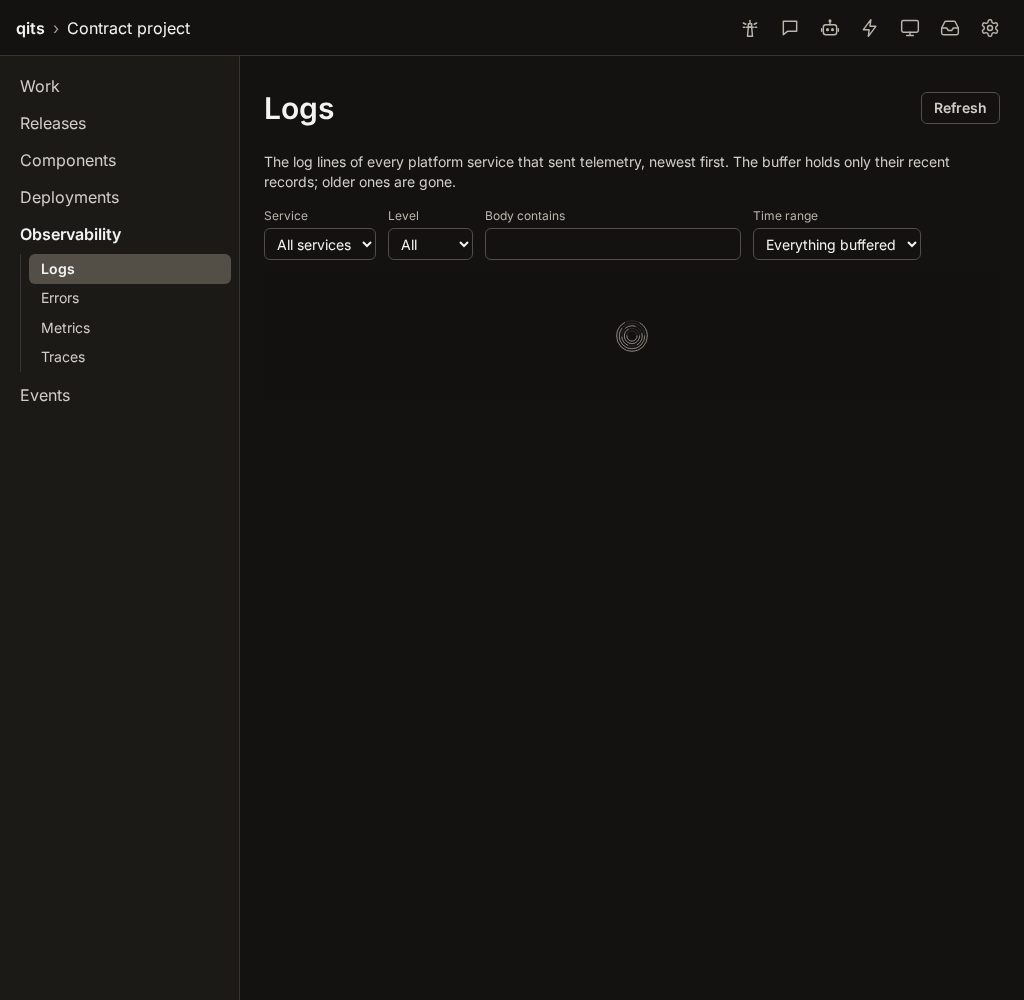 qits › Contract project
Work
Releases
Components
Deployments
Observability
Logs
Errors
Metrics
Traces
Events
Logs
Refresh
The log lines of every platform service that sent telemetry, newest first. The buffer holds only their recent
records; older ones are gone.
Service
Level
Body contains
Time range
All services
All
Everything buffered